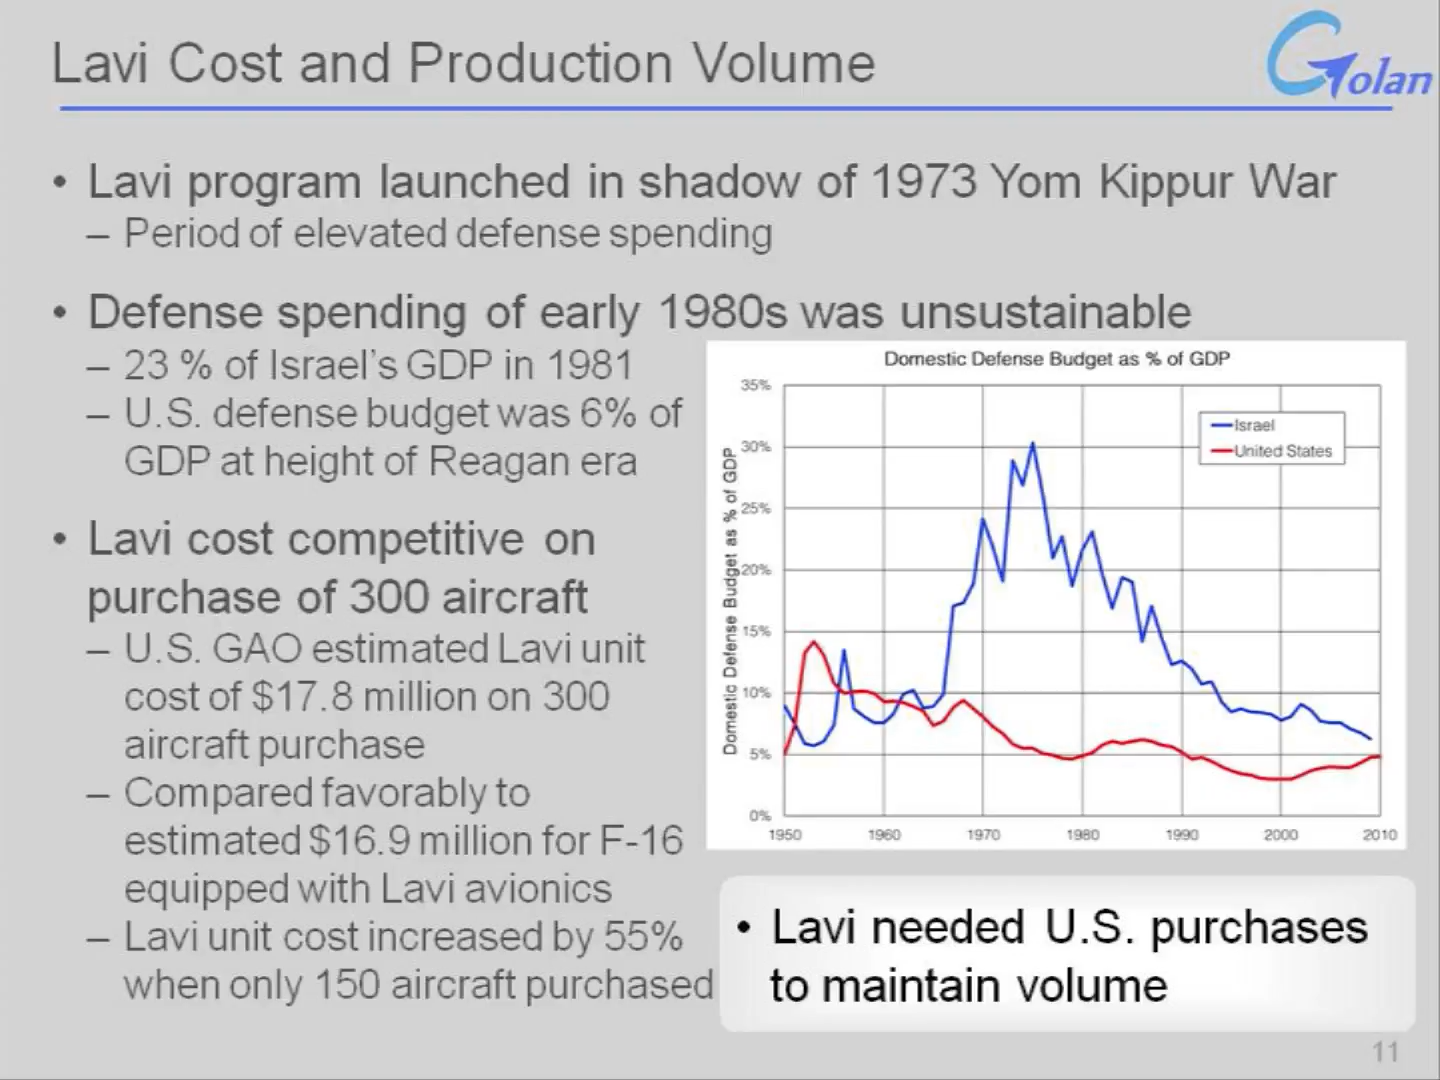 Lavi Cost and Production Volume
Golan
• Lavi program launched in shadow of 1973 Yom Kippur War
– Period of elevated defense spending
• Defense spending of early 1980s was unsustainable
– 23 % of Israel's GDP in 1981
– U.S. defense budget was 6% of
GDP at height of Reagan era
• Lavi cost competitive on
purchase of 300 aircraft
– U.S. GAO estimated Lavi unit
cost of $17.8 million on 300
aircraft purchase
– Compared favorably to
estimated $16.9 million for F-16
equipped with Lavi avionics
– Lavi unit cost increased by 55%
when only 150 aircraft purchased
Domestic Defense Budget as % of GDP
Domestic Defense Budget as % of GDP
35%
30%
25%
20%
15%
10%
5%
0%
Israel
United States
1950 1960 1970 1980 1990 2000 2010
• Lavi needed U.S. purchases
to maintain volume
11